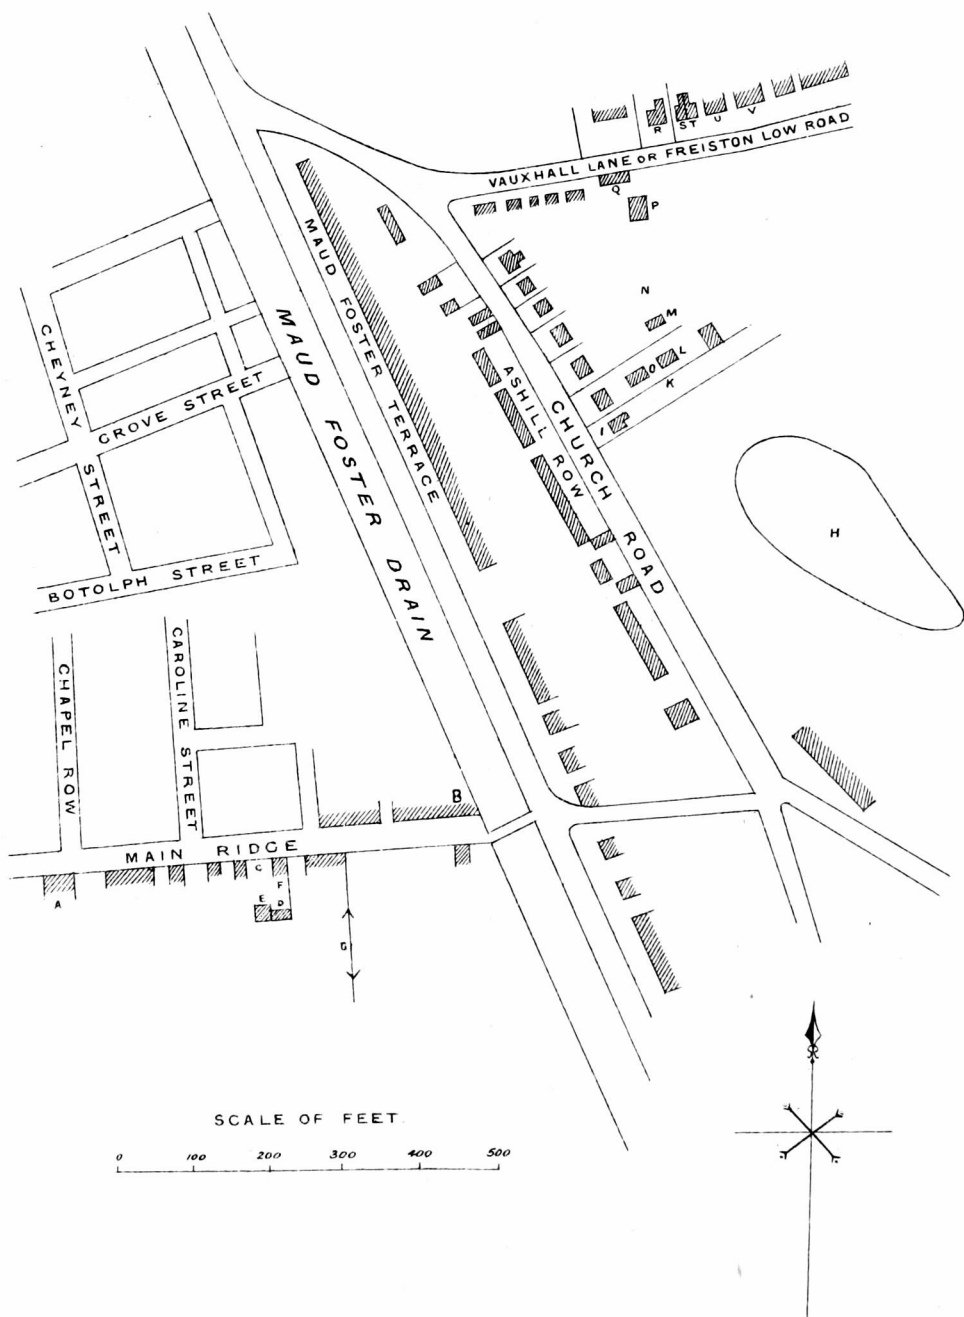 R
ST
U
V
VAUXHALL LANE OR FREISTON LOW ROAD
Q
P
MAUD FOSTER TERRACE
MAUD FOSTER DRAIN
CHEYNEY STREET
GROVE STREET
BOTOLPH STREET
ASHILL ROW
CHURCH ROAD
N
M
L
O
K
I
H
CHAPEL ROW
CAROLINE STREET
B
MAIN RIDGE
A
C
F
E
D
G
SCALE OF FEET.
0 100 200 300 400 500